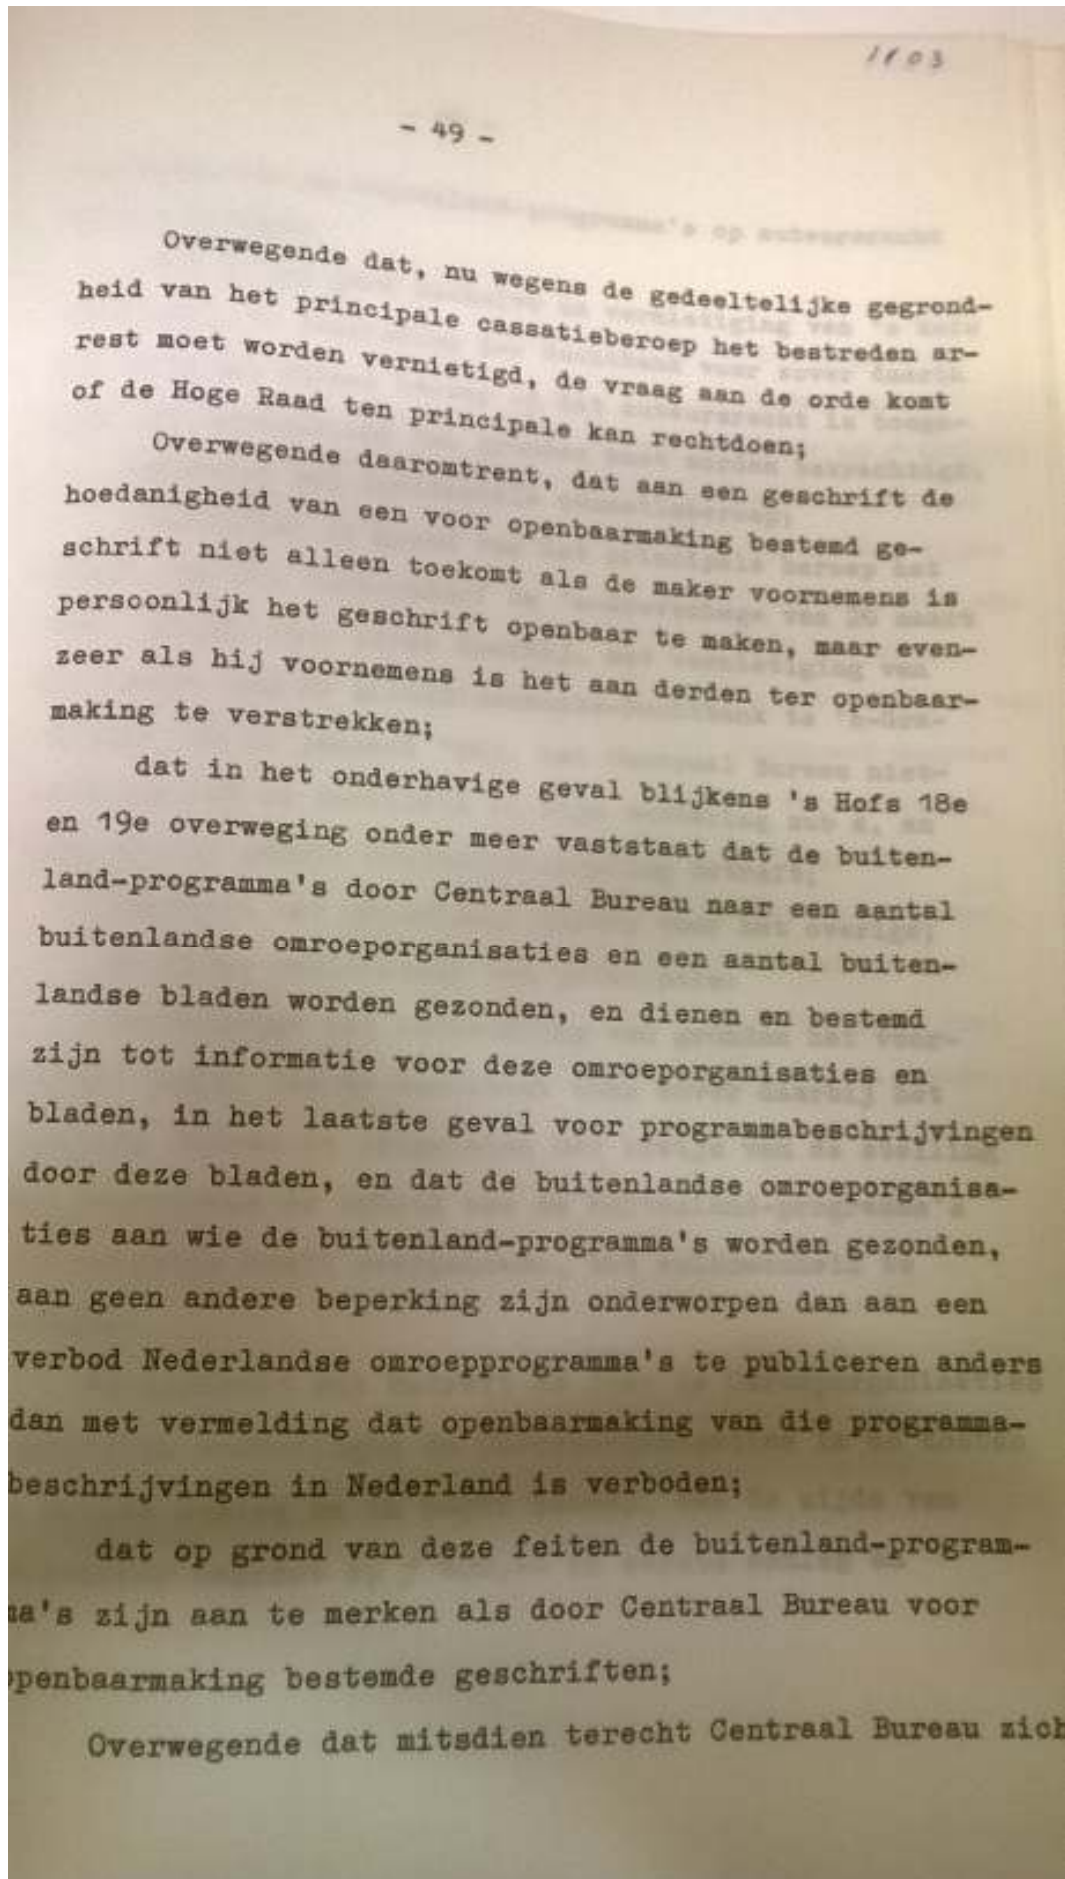 1803
- 49 -
Overwegende dat, nu wegens de gedeeltelijke gegrond-
heid van het principale cassatieberoep het bestreden ar-
rest moet worden vernietigd, de vraag aan de orde komt
of de Hoge Raad ten principale kan rechtdoen;
Overwegende daaromtrent, dat aan een geschrift de
hoedanigheid van een voor openbaarmaking bestemd ge-
schrift niet alleen toekomt als de maker voornemens is
persoonlijk het geschrift openbaar te maken, maar even-
zeer als hij voornemens is het aan derden ter openbaar-
making te verstrekken;
dat in het onderhavige geval blijkens 's Hofs 18e
en 19e overweging onder meer vaststaat dat de buiten-
land-programma's door Centraal Bureau naar een aantal
buitenlandse omroeporganisaties en een aantal buiten-
landse bladen worden gezonden, en dienen en bestemd
zijn tot informatie voor deze omroeporganisaties en
bladen, in het laatste geval voor programmabeschrijvingen
door deze bladen, en dat de buitenlandse omroeporganisa-
ties aan wie de buitenland-programma's worden gezonden,
aan geen andere beperking zijn onderworpen dan aan een
verbod Nederlandse omroepprogramma's te publiceren anders
dan met vermelding dat openbaarmaking van die programma-
beschrijvingen in Nederland is verboden;
dat op grond van deze feiten de buitenland-program-
ma's zijn aan te merken als door Centraal Bureau voor
openbaarmaking bestemde geschriften;
Overwegende dat mitsdien terecht Centraal Bureau zich